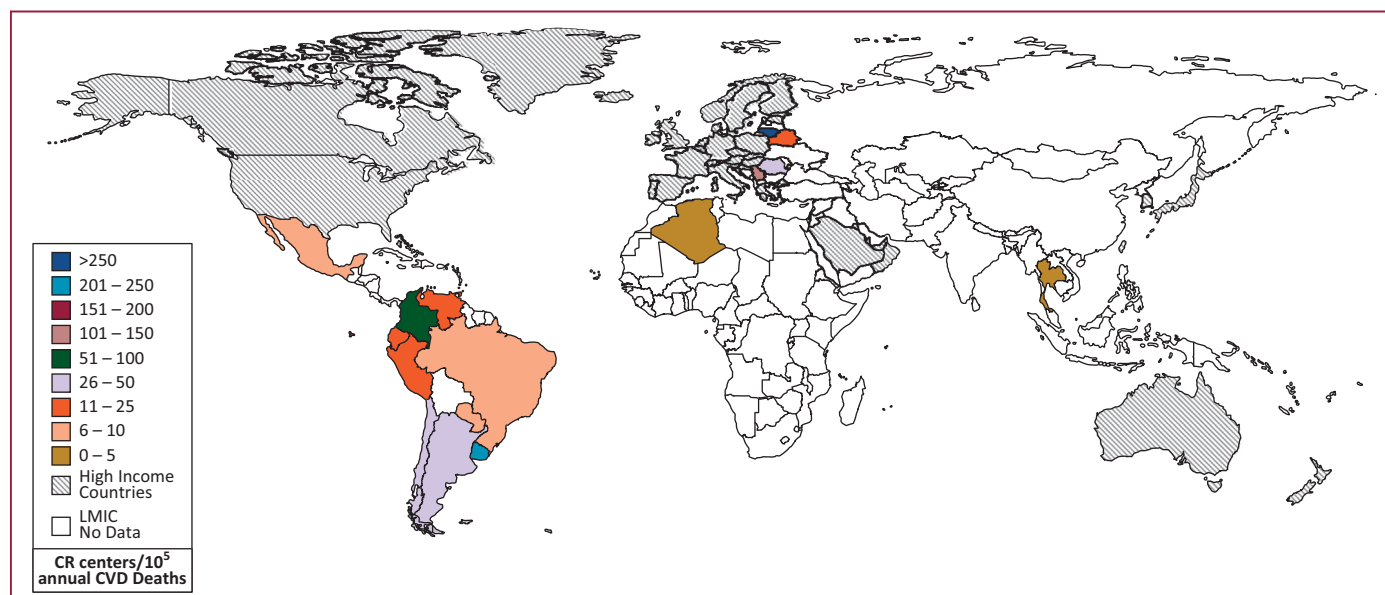 >250
201 – 250
151 – 200
101 – 150
51 – 100
26 – 50
11 – 25
6 – 10
0 – 5
High Income
Countries
LMIC
No Data
CR centers/10⁵
annual CVD Deaths